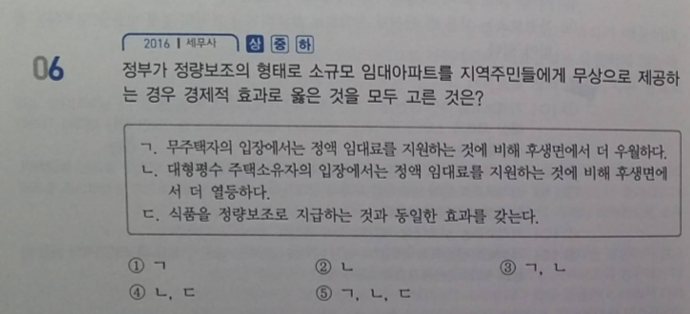 2016 | 세무사 상 중 하
06
정부가 정량보조의 형태로 소규모 임대아파트를 지역주민들에게 무상으로 제공하
는 경우 경제적 효과로 옳은 것을 모두 고른 것은?
ㄱ. 무주택자의 입장에서는 정액 임대료를 지원하는 것에 비해 후생면에서 더 우월하다.
ㄴ. 대형평수 주택소유자의 입장에서는 정액 임대료를 지원하는 것에 비해 후생면에
서 더 열등하다.
ㄷ. 식품을 정량보조로 지급하는 것과 동일한 효과를 갖는다.
① ㄱ ② ㄴ ③ ㄱ, ㄴ
④ ㄴ, ㄷ ⑤ ㄱ, ㄴ, ㄷ